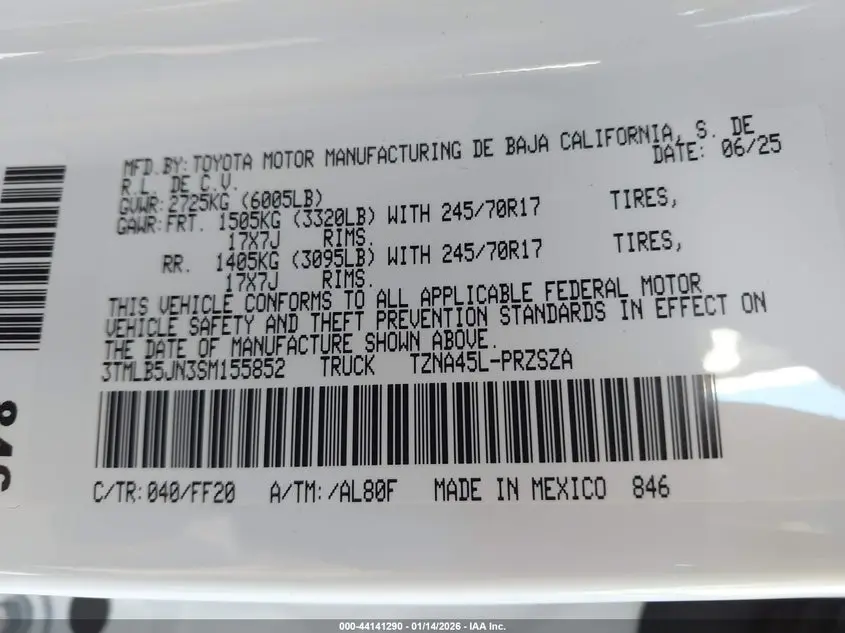 MFD.BY: TOYOTA MOTOR MANUFACTURING DE BAJA CALIFORNIA, S. DE
R.L. DE C.V. DATE: 06/25
GVWR: 2725KG (6005LB)
GAWR: FRT. 1505KG (3320LB) WITH 245/70R17 TIRES,
17X7J RIMS.
RR. 1405KG (3095LB) WITH 245/70R17 TIRES,
17X7J RIMS.
THIS VEHICLE CONFORMS TO ALL APPLICABLE FEDERAL MOTOR
VEHICLE SAFETY AND THEFT PREVENTION STANDARDS IN EFFECT ON
THE DATE OF MANUFACTURE SHOWN ABOVE.
3TMLB5JN3SM155852 TRUCK TZNA45L-PRZSZA
C/TR: 040/FF20 A/TM: /AL80F MADE IN MEXICO 846
846
000-44141290 - 01/14/2026 - IAA Inc.